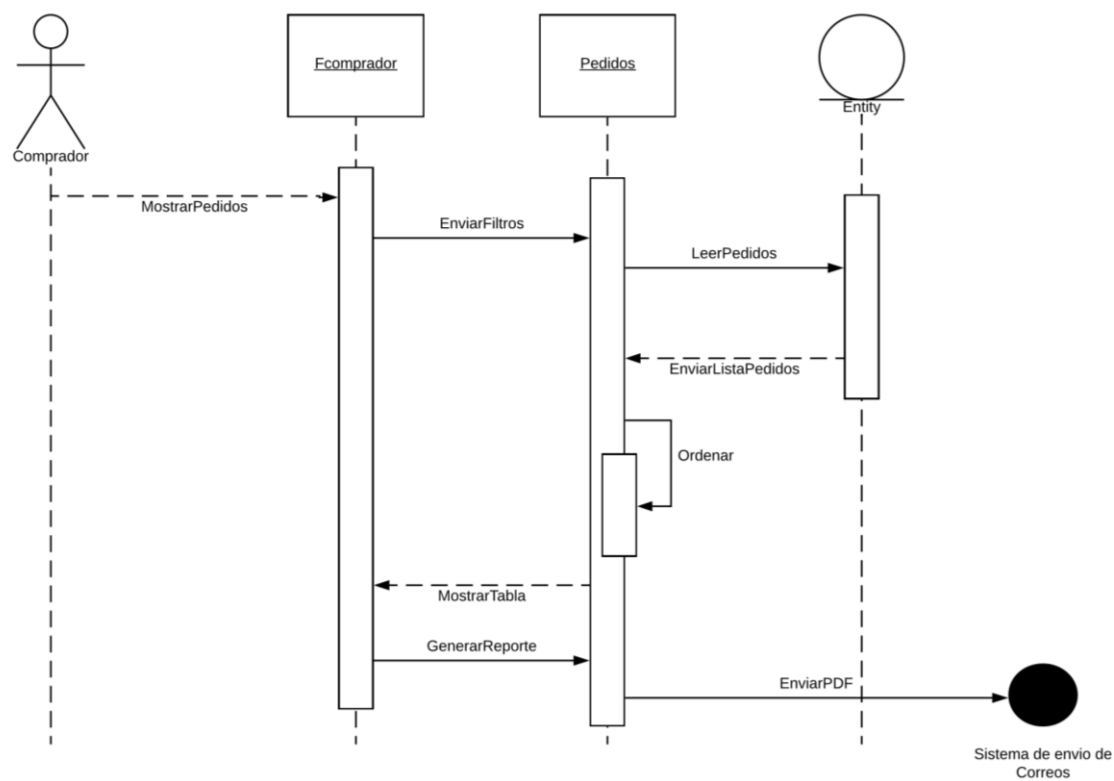 Fcomprador
Pedidos
Entity
Comprador
MostrarPedidos
EnviarFiltros
LeerPedidos
EnviarListaPedidos
Ordenar
MostrarTabla
GenerarReporte
EnviarPDF
Sistema de envio de
Correos